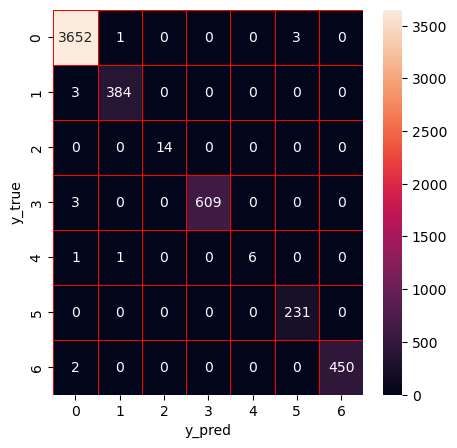 0 3652 1 0 0 0 3 0
1 3 384 0 0 0 0 0
2 0 0 14 0 0 0 0
3 3 0 0 609 0 0 0
4 1 1 0 0 6 0 0
5 0 0 0 0 0 231 0
6 2 0 0 0 0 0 450
0 1 2 3 4 5 6
y_true
y_pred
3500
3000
2500
2000
1500
1000
500
0